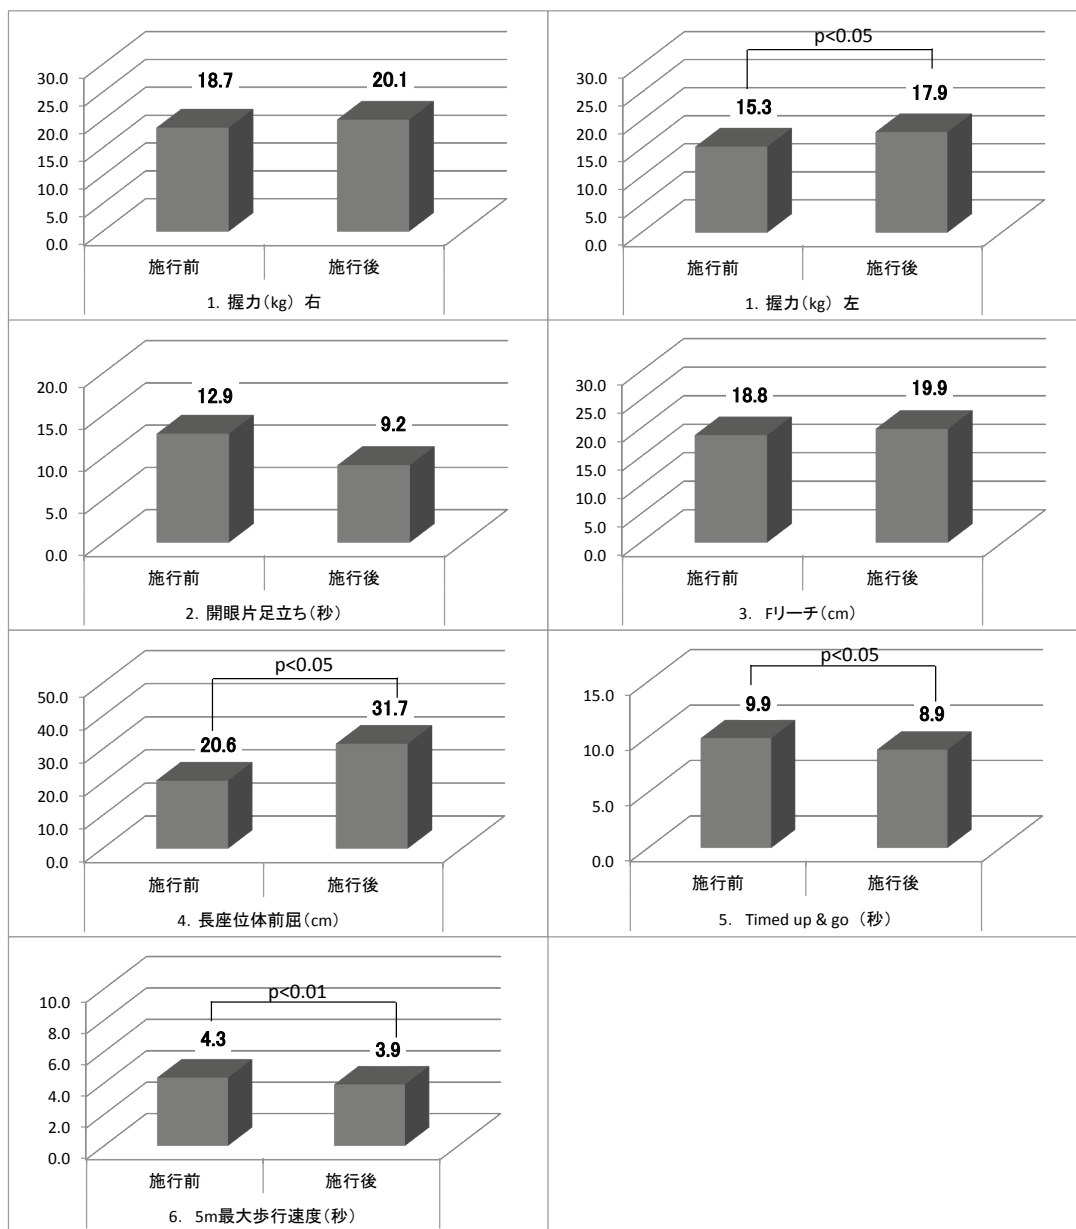 30.0
25.0
20.0
15.0
10.0
5.0
0.0
18.7
20.1
施行前
施行後
1. 握力(kg) 右
p<0.05
30.0
25.0
20.0
15.0
10.0
5.0
0.0
15.3
17.9
施行前
施行後
1. 握力(kg) 左
20.0
15.0
10.0
5.0
0.0
12.9
9.2
施行前
施行後
2. 開眼片足立ち(秒)
30.0
25.0
20.0
15.0
10.0
5.0
0.0
18.8
19.9
施行前
施行後
3. Fリーチ(cm)
p<0.05
50.0
40.0
30.0
20.0
10.0
0.0
20.6
31.7
施行前
施行後
4. 長座位体前屈(cm)
p<0.05
15.0
10.0
5.0
0.0
9.9
8.9
施行前
施行後
5. Timed up & go (秒)
p<0.01
10.0
8.0
6.0
4.0
2.0
0.0
4.3
3.9
施行前
施行後
6. 5m最大歩行速度(秒)